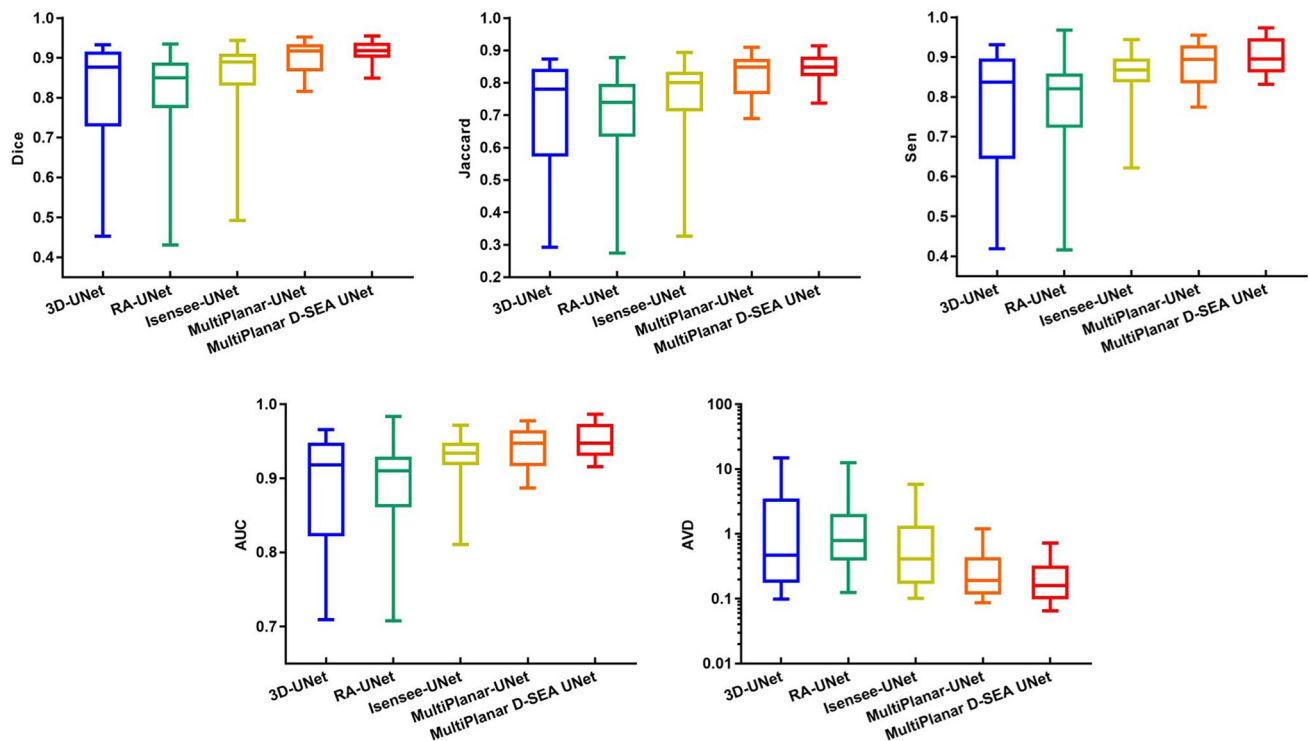 Dice
1.0
0.9
0.8
0.7
0.6
0.5
0.4
3D-UNet
RA-UNet
Isensee-UNet
MultiPlanar-UNet
MultiPlanar D-SEA UNet
Jaccard
1.0
0.9
0.8
0.7
0.6
0.5
0.4
0.3
0.2
3D-UNet
RA-UNet
Isensee-UNet
MultiPlanar-UNet
MultiPlanar D-SEA UNet
Sen
1.0
0.9
0.8
0.7
0.6
0.5
0.4
3D-UNet
RA-UNet
Isensee-UNet
MultiPlanar-UNet
MultiPlanar D-SEA UNet
AUC
1.0
0.9
0.8
0.7
3D-UNet
RA-UNet
Isensee-UNet
MultiPlanar-UNet
MultiPlanar D-SEA UNet
AVD
100
10
1
0.1
0.01
3D-UNet
RA-UNet
Isensee-UNet
MultiPlanar-UNet
MultiPlanar D-SEA UNet